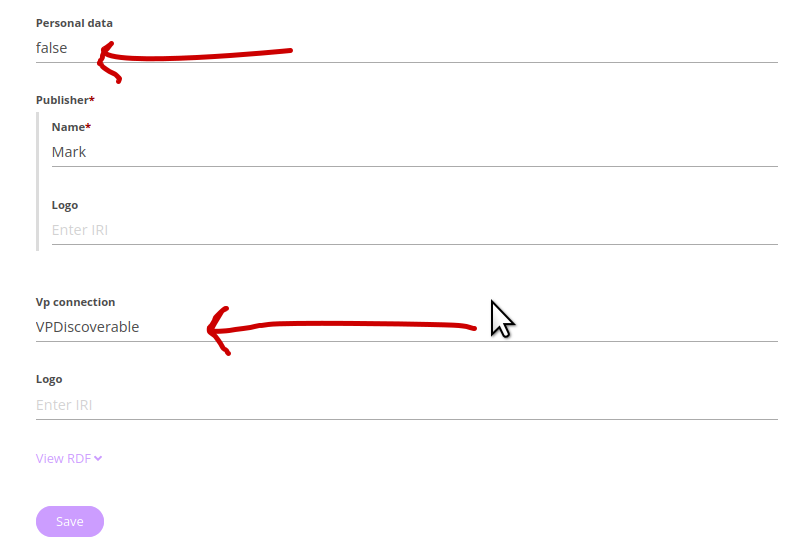 Personal data
false
Publisher*
Name*
Mark
Logo
Enter IRI
Vp connection
VPDiscoverable
Logo
Enter IRI
View RDF
Save